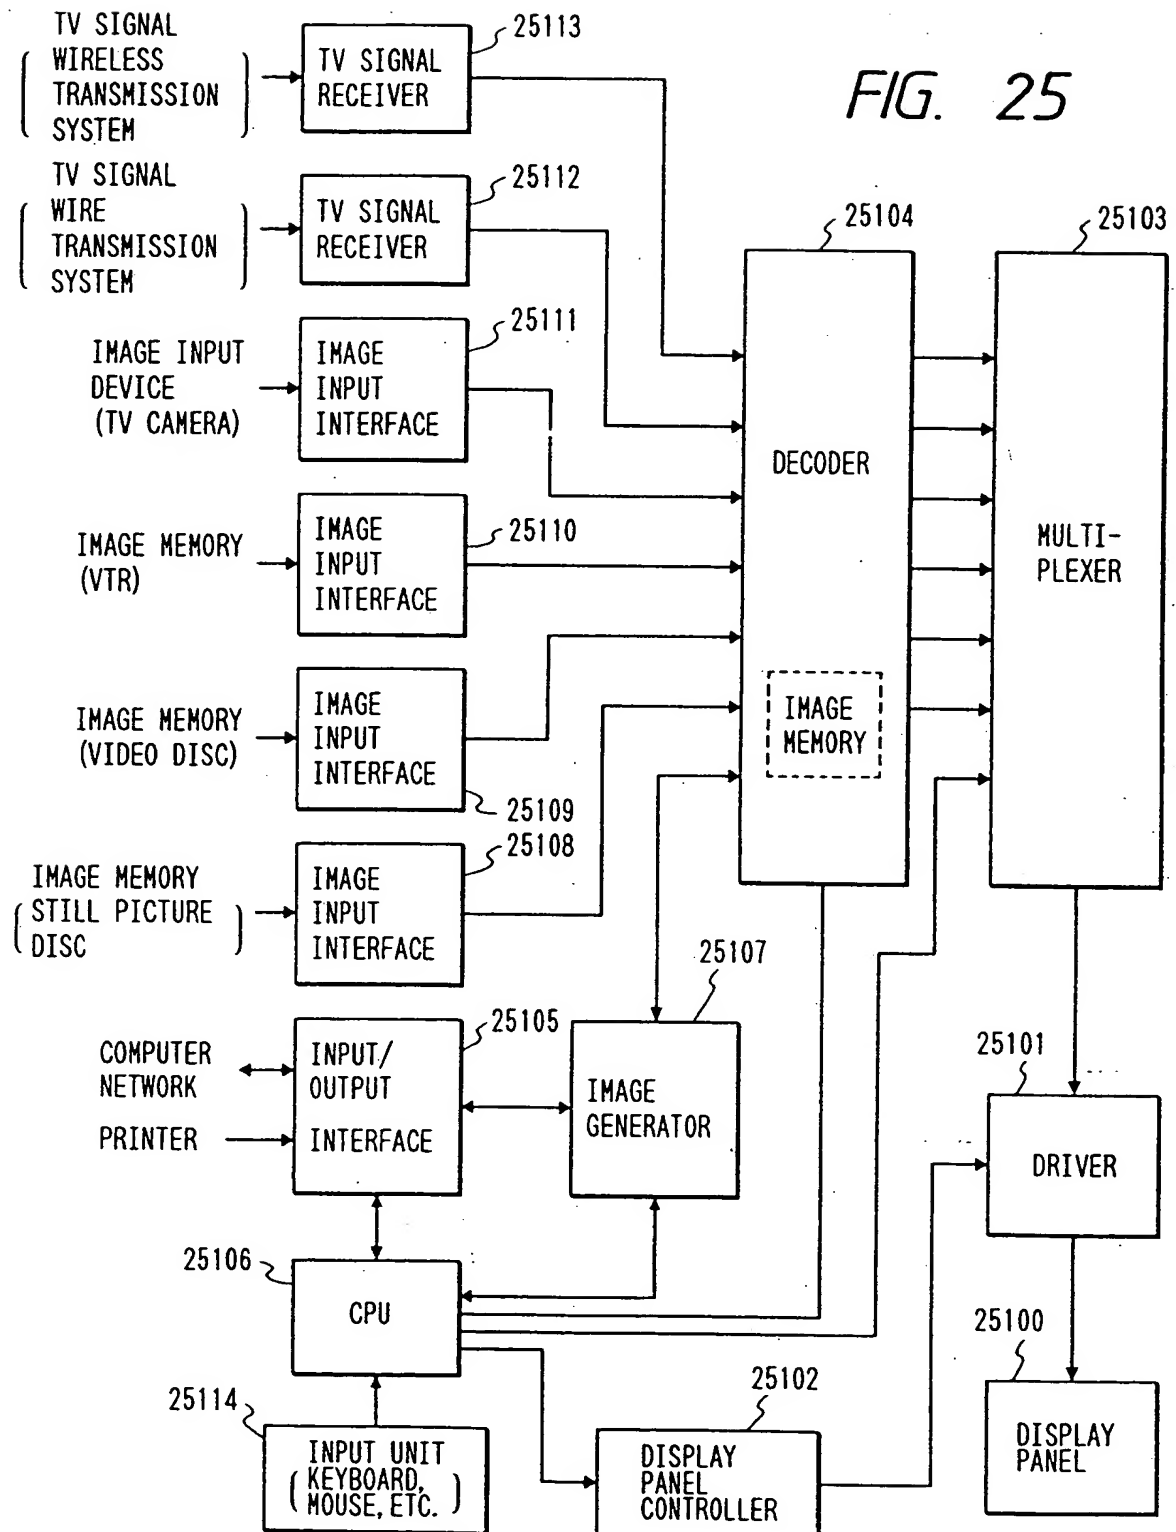 FIG. 25
TV SIGNAL
WIRELESS
TRANSMISSION
SYSTEM
TV SIGNAL
RECEIVER
25113
TV SIGNAL
WIRE
TRANSMISSION
SYSTEM
TV SIGNAL
RECEIVER
25112
IMAGE INPUT
DEVICE
(TV CAMERA)
IMAGE
INPUT
INTERFACE
25111
IMAGE MEMORY
(VTR)
IMAGE
INPUT
INTERFACE
25110
IMAGE MEMORY
(VIDEO DISC)
IMAGE
INPUT
INTERFACE
25109
IMAGE MEMORY
(STILL PICTURE
DISC)
IMAGE
INPUT
INTERFACE
25108
25104
DECODER
IMAGE
MEMORY
25103
MULTI-
PLEXER
COMPUTER
NETWORK
PRINTER
INPUT/
OUTPUT
INTERFACE
25105
IMAGE
GENERATOR
25107
25106
CPU
25114
INPUT UNIT
(KEYBOARD,
MOUSE, ETC.)
25102
DISPLAY
PANEL
CONTROLLER
25101
DRIVER
25100
DISPLAY
PANEL